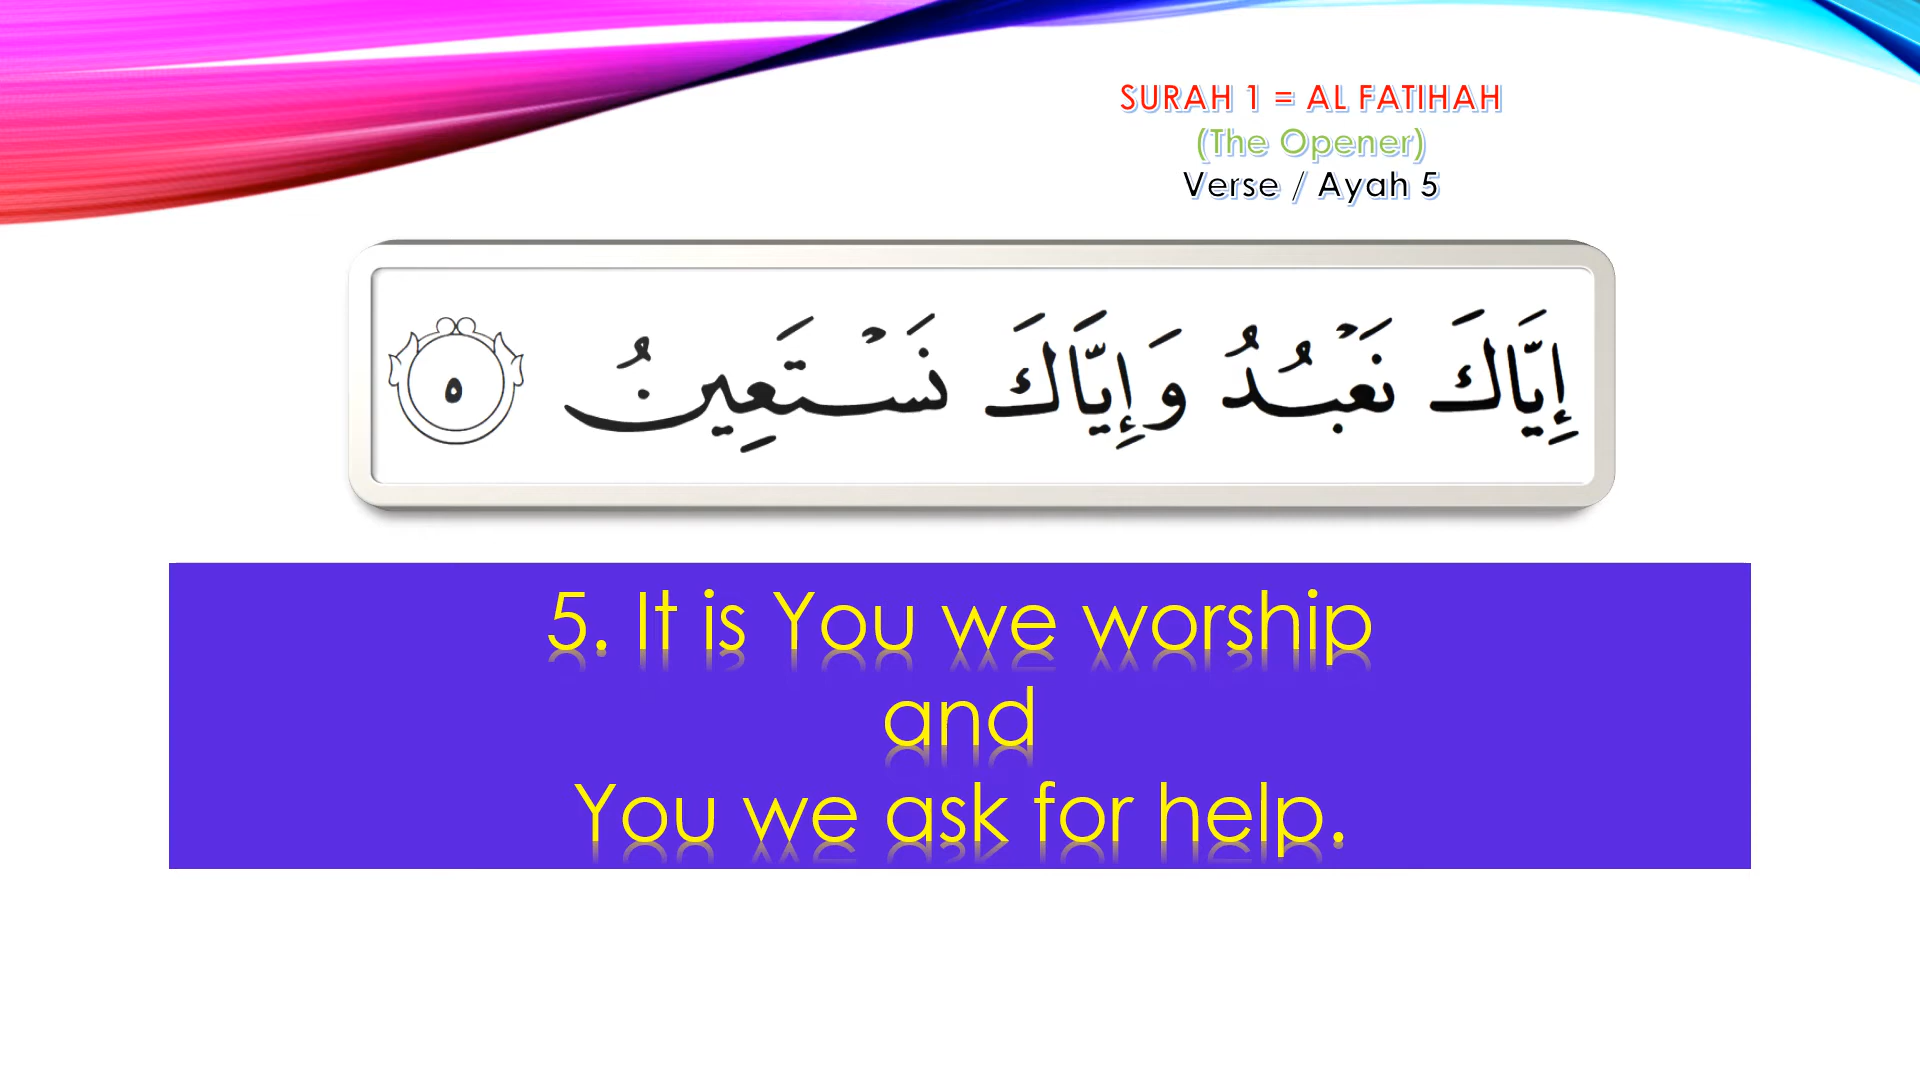 SURAH 1 = AL FATIHAH
(The Opener)
Verse / Ayah 5
إِيَّاكَ نَعْبُدُ وَإِيَّاكَ نَسْتَعِينُ ٥
5. It is You we worship
and
You we ask for help.